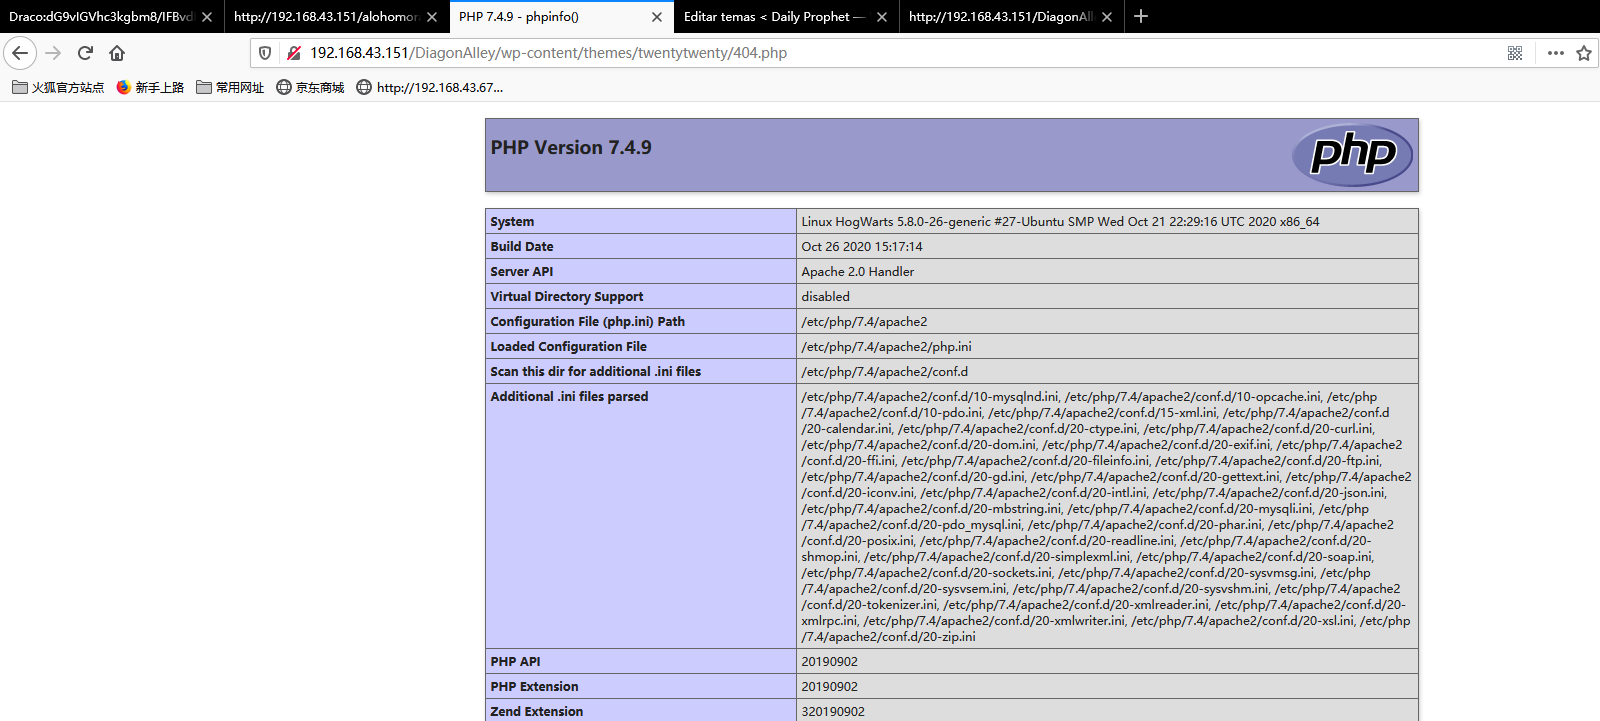 Draco:dG9vIGVhc3kgbm8/IFBvd
http://192.168.43.151/alohomor
PHP 7.4.9 - phpinfo()
Editar temas < Daily Prophet —
http://192.168.43.151/DiagonAll
192.168.43.151/DiagonAlley/wp-content/themes/twentytwenty/404.php
火狐官方站点
新手上路
常用网址
京东商城
http://192.168.43.67...
PHP Version 7.4.9
php
System
Linux HogWarts 5.8.0-26-generic #27-Ubuntu SMP Wed Oct 21 22:29:16 UTC 2020 x86_64
Build Date
Oct 26 2020 15:17:14
Server API
Apache 2.0 Handler
Virtual Directory Support
disabled
Configuration File (php.ini) Path
/etc/php/7.4/apache2
Loaded Configuration File
/etc/php/7.4/apache2/php.ini
Scan this dir for additional .ini files
/etc/php/7.4/apache2/conf.d
Additional .ini files parsed
/etc/php/7.4/apache2/conf.d/10-mysqlnd.ini, /etc/php/7.4/apache2/conf.d/10-opcache.ini, /etc/php
/7.4/apache2/conf.d/10-pdo.ini, /etc/php/7.4/apache2/conf.d/15-xml.ini, /etc/php/7.4/apache2/conf.d
/20-calendar.ini, /etc/php/7.4/apache2/conf.d/20-ctype.ini, /etc/php/7.4/apache2/conf.d/20-curl.ini,
/etc/php/7.4/apache2/conf.d/20-dom.ini, /etc/php/7.4/apache2/conf.d/20-exif.ini, /etc/php/7.4/apache2
/conf.d/20-ffi.ini, /etc/php/7.4/apache2/conf.d/20-fileinfo.ini, /etc/php/7.4/apache2/conf.d/20-ftp.ini,
/etc/php/7.4/apache2/conf.d/20-gd.ini, /etc/php/7.4/apache2/conf.d/20-gettext.ini, /etc/php/7.4/apache2
/conf.d/20-iconv.ini, /etc/php/7.4/apache2/conf.d/20-intl.ini, /etc/php/7.4/apache2/conf.d/20-json.ini,
/etc/php/7.4/apache2/conf.d/20-mbstring.ini, /etc/php/7.4/apache2/conf.d/20-mysqli.ini, /etc/php
/7.4/apache2/conf.d/20-pdo_mysql.ini, /etc/php/7.4/apache2/conf.d/20-phar.ini, /etc/php/7.4/apache2
/conf.d/20-posix.ini, /etc/php/7.4/apache2/conf.d/20-readline.ini, /etc/php/7.4/apache2/conf.d/20-
shmop.ini, /etc/php/7.4/apache2/conf.d/20-simplexml.ini, /etc/php/7.4/apache2/conf.d/20-soap.ini,
/etc/php/7.4/apache2/conf.d/20-sockets.ini, /etc/php/7.4/apache2/conf.d/20-sysvmsg.ini, /etc/php
/7.4/apache2/conf.d/20-sysvsem.ini, /etc/php/7.4/apache2/conf.d/20-sysvshm.ini, /etc/php/7.4/apache2
/conf.d/20-tokenizer.ini, /etc/php/7.4/apache2/conf.d/20-xmlreader.ini, /etc/php/7.4/apache2/conf.d/20-
xmlrpc.ini, /etc/php/7.4/apache2/conf.d/20-xmlwriter.ini, /etc/php/7.4/apache2/conf.d/20-xsl.ini, /etc/php
/7.4/apache2/conf.d/20-zip.ini
PHP API
20190902
PHP Extension
20190902
Zend Extension
320190902